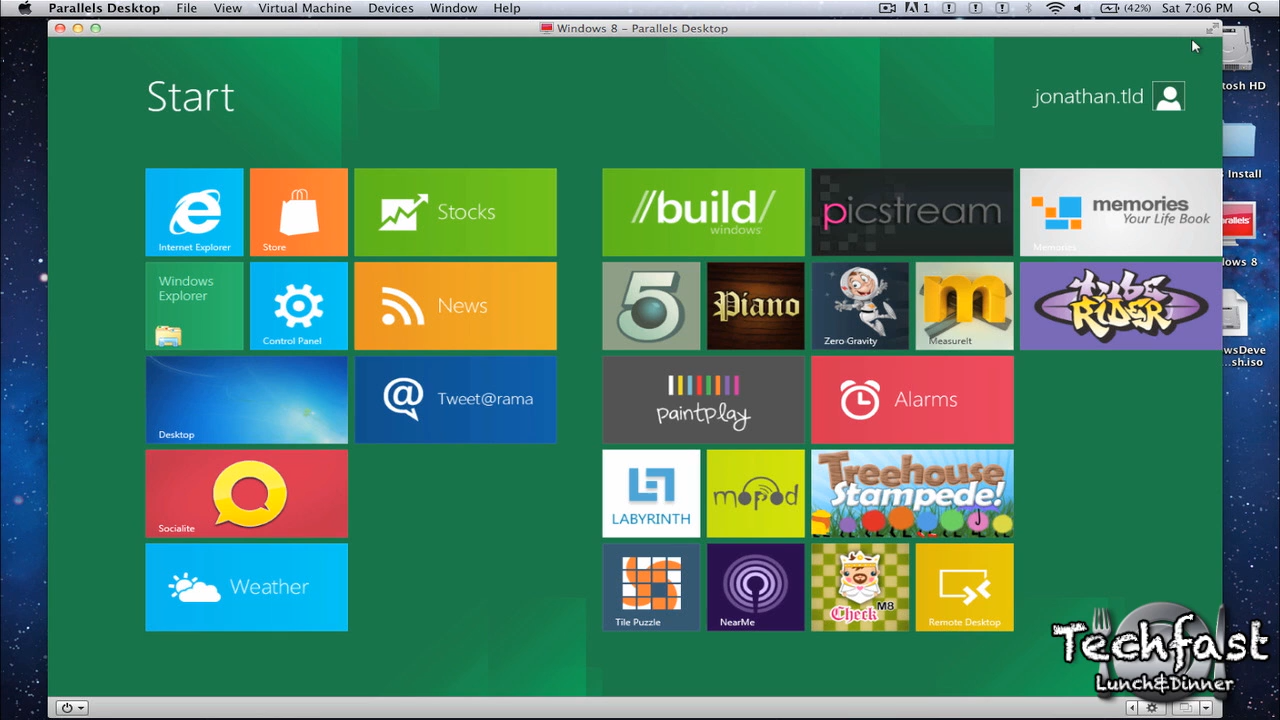 Parallels Desktop File View Virtual Machine Devices Window Help 1 (42%) Sat 7:06 PM
Windows 8 – Parallels Desktop
Start
jonathan.tld
Internet Explorer
Store
Stocks
Windows
Explorer
Control Panel
News
Desktop
Tweet@rama
Socialite
Weather
//build/
windows
picstream
memories
Your Life Book
Memories
5
Piano
Zero Gravity
m
MeasureIt
tube
RiDER
paintplay
Alarms
LABYRINTH
mopod
Treehouse
Stampede!
Tile Puzzle
NearMe
Check M8
Remote Desktop
tosh HD
Install
arallels
ows 8
wsDeve
...sh.iso
Techfast
Lunch&Dinner